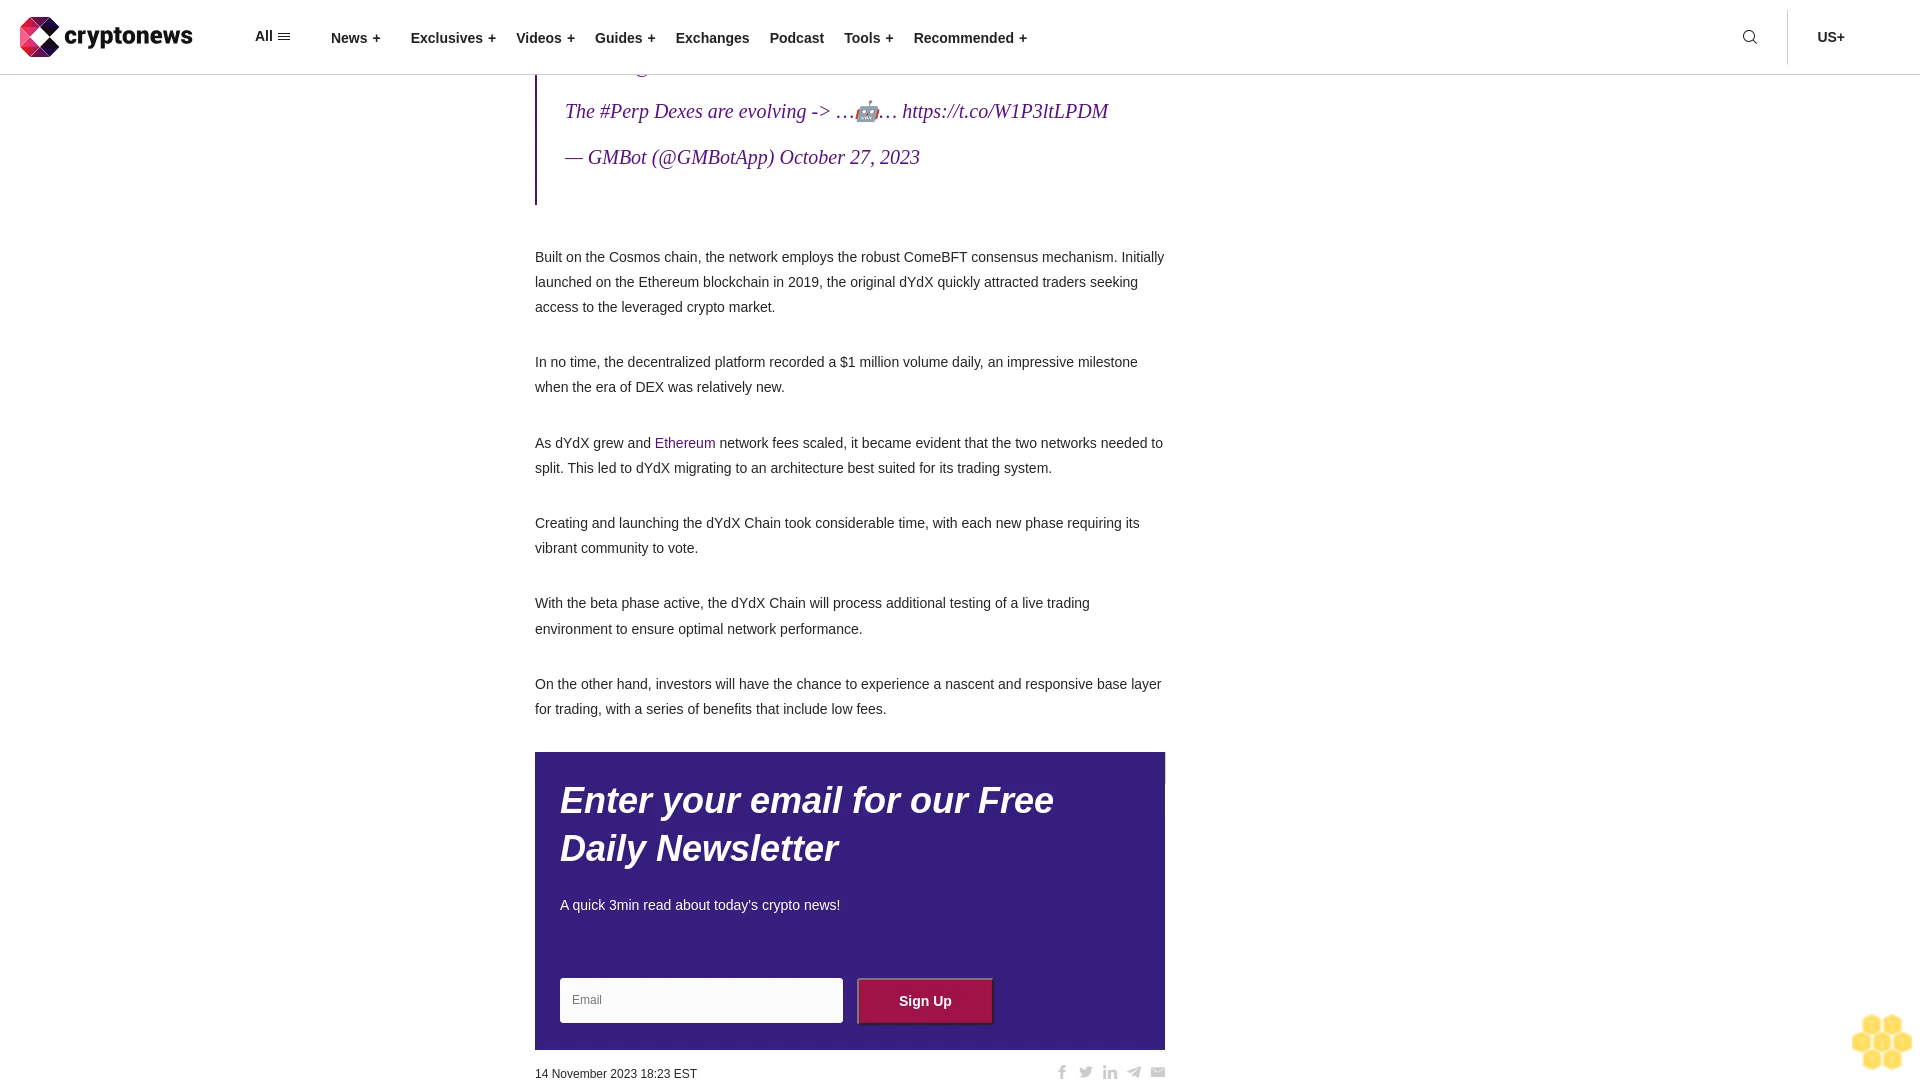 cryptonews
All
News +
Exclusives +
Videos +
Guides +
Exchanges
Podcast
Tools +
Recommended +
US+
The #Perp Dexes are evolving -> …🤖… https://t.co/W1P3ltLPDM
— GMBot (@GMBotApp) October 27, 2023
Built on the Cosmos chain, the network employs the robust ComeBFT consensus mechanism. Initially
launched on the Ethereum blockchain in 2019, the original dYdX quickly attracted traders seeking
access to the leveraged crypto market.
In no time, the decentralized platform recorded a $1 million volume daily, an impressive milestone
when the era of DEX was relatively new.
As dYdX grew and Ethereum network fees scaled, it became evident that the two networks needed to
split. This led to dYdX migrating to an architecture best suited for its trading system.
Creating and launching the dYdX Chain took considerable time, with each new phase requiring its
vibrant community to vote.
With the beta phase active, the dYdX Chain will process additional testing of a live trading
environment to ensure optimal network performance.
On the other hand, investors will have the chance to experience a nascent and responsive base layer
for trading, with a series of benefits that include low fees.
Enter your email for our Free
Daily Newsletter
A quick 3min read about today's crypto news!
Email
Sign Up
14 November 2023 18:23 EST